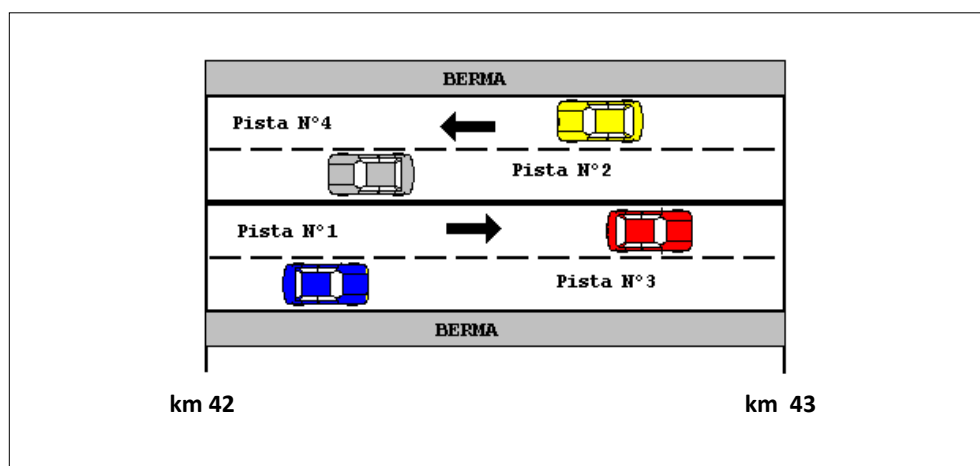 BERMA
Pista N°4
Pista N°2
Pista N°1
Pista N°3
BERMA
km 42
km 43